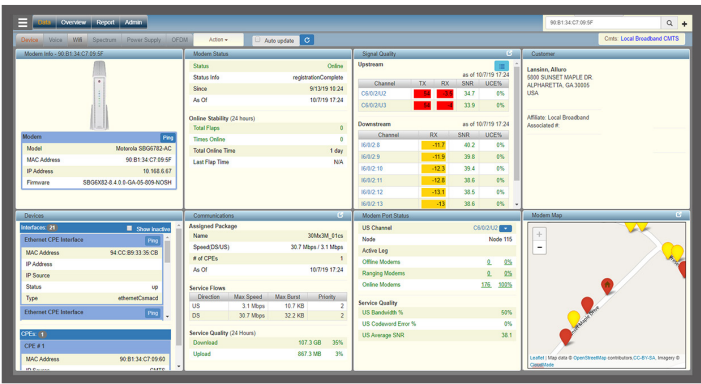 Data Overview Report Admin
90:B1:34:C7:09:5F
Device Voice Wifi Spectrum Power Supply OFDM Action Auto update
Cmts: Local Broadband CMTS
Modem Info - 90:B1:34:C7:09:5F
Modem Ping
Model Motorola SBG6782-AC
MAC Address 90:B1:34:C7:09:5F
IP Address 10.168.6.67
Firmware SBG6X82-8.4.0.0-GA-05-809-NOSH
Modem Status
Status Online
Status Info registrationComplete
Since 9/13/19 10:24
As Of 10/7/19 17:24
Online Stability (24 hours)
Total Flaps 0
Times Online 0
Total Online Time 1 day
Last Flap Time N/A
Signal Quality
Upstream
as of 10/7/19 17:24
Channel TX RX SNR UCE%
C6/0/2/U2 34.7 0%
C6/0/2/U3 33.9 0%
Downstream as of 10/7/19 17:24
Channel RX SNR UCE%
I6/0/2:8 -11.7 40.2 0%
I6/0/2:9 -11.9 39.8 0%
I6/0/2:10 -12.3 39.4 0%
I6/0/2:11 -12.8 38.6 0%
I6/0/2:12 -13.1 38.5 0%
I6/0/2:13 -13 38.6 0%
Customer
Lansinn, Alluro
5000 SUNSET MAPLE DR.
ALPHARETTA, GA 30005
USA
Affiliate: Local Broadband
Associated #:
Devices
Interfaces: 21 Show inactive
Ethernet CPE Interface Ping
MAC Address 94:CC:B9:33:35:CB
IP Address
IP Source
Status up
Type ethernetCsmacd
Ethernet CPE Interface Ping
CPEs: 1
CPE # 1
MAC Address 90:B1:34:C7:09:60
Communications
Assigned Package
Name 30Mx3M_01cs
Speed(DS/US) 30.7 Mbps / 3.1 Mbps
# of CPEs 1
As Of 10/7/19 17:24
Service Flows
Direction Max Speed Max Burst Priority
US 3.1 Mbps 10.7 KB 2
DS 30.7 Mbps 32.2 KB 2
Service Quality (24 Hours)
Download 107.3 GB 35%
Upload 867.3 MB 3%
Modem Port Status
US Channel C6/0/2/U2
Node Node 115
Active Leg
Offline Modems 0 0%
Ranging Modems 0 0%
Online Modems 176 100%
Service Quality
US Bandwidth % 50%
US Codeword Error % 0%
US Average SNR 38.1
Modem Map
+
-
Leaflet | Map data © OpenStreetMap contributors, CC-BY-SA, Imagery ©
CloudMade